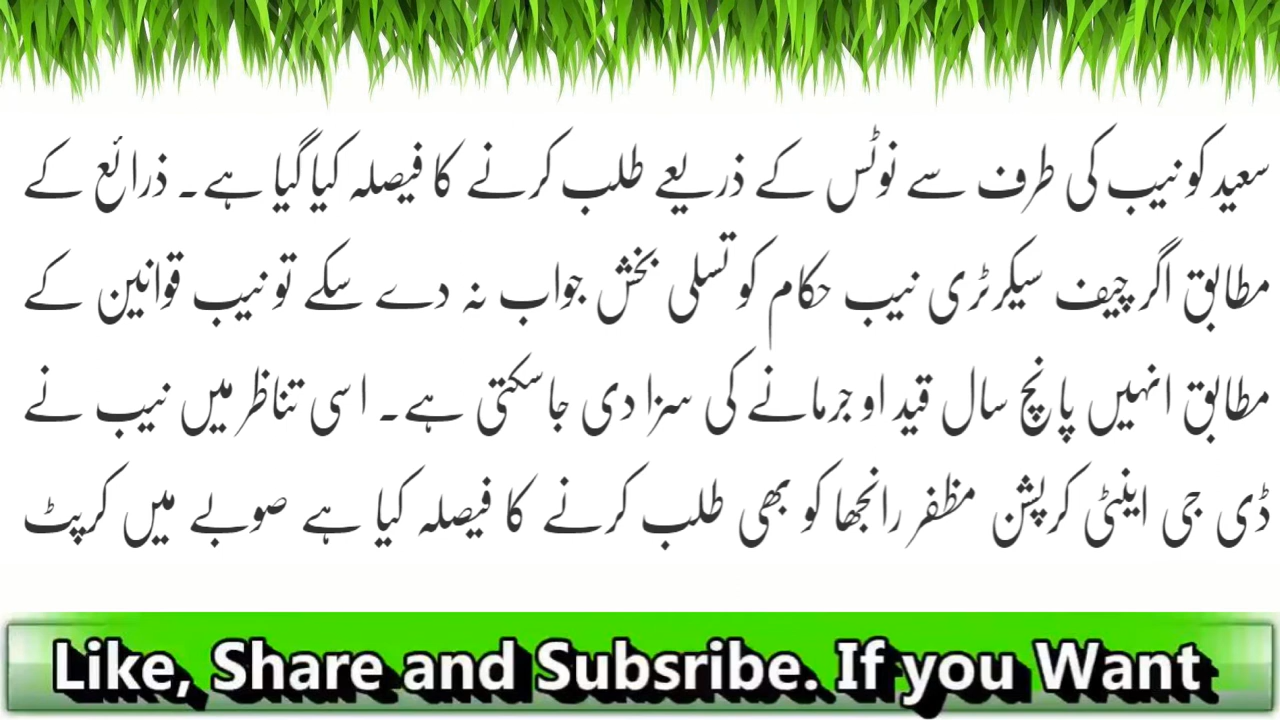 سعید کو نیب کی طرف سے نوٹس کے ذریعے طلب کرنے کا فیصلہ کیا گیا ہے۔ ذرائع کے
مطابق اگر چیف سیکرٹری نیب حکام کو تسلی بخش جواب نہ دے سکے تو نیب قوانین کے
مطابق انہیں پانچ سال قید او جرمانے کی سزا دی جا سکتی ہے۔ اسی تناظر میں نیب نے
ڈی جی اینٹی کرپشن مظفر رانجھا کو بھی طلب کرنے کا فیصلہ کیا ہے صوبے میں کرپٹ
Like, Share and Subsribe. If you Want